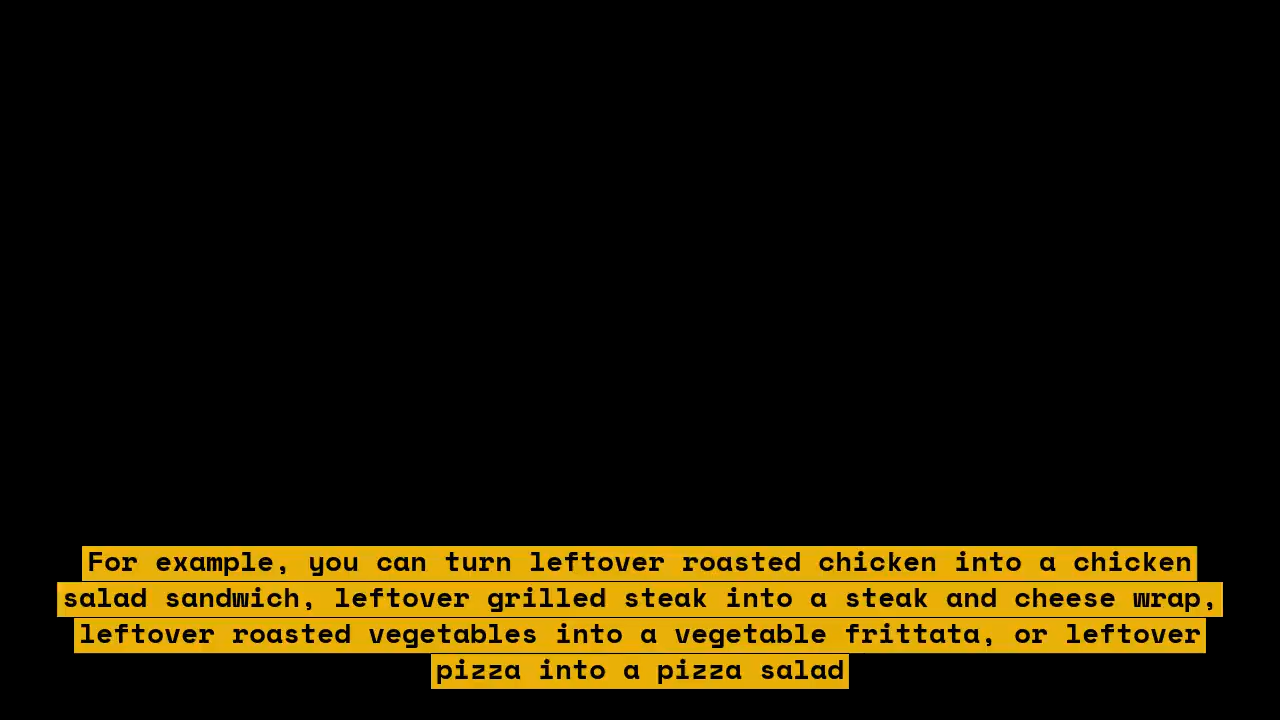 For example, you can turn leftover roasted chicken into a chicken
salad sandwich, leftover grilled steak into a steak and cheese wrap,
leftover roasted vegetables into a vegetable frittata, or leftover
pizza into a pizza salad